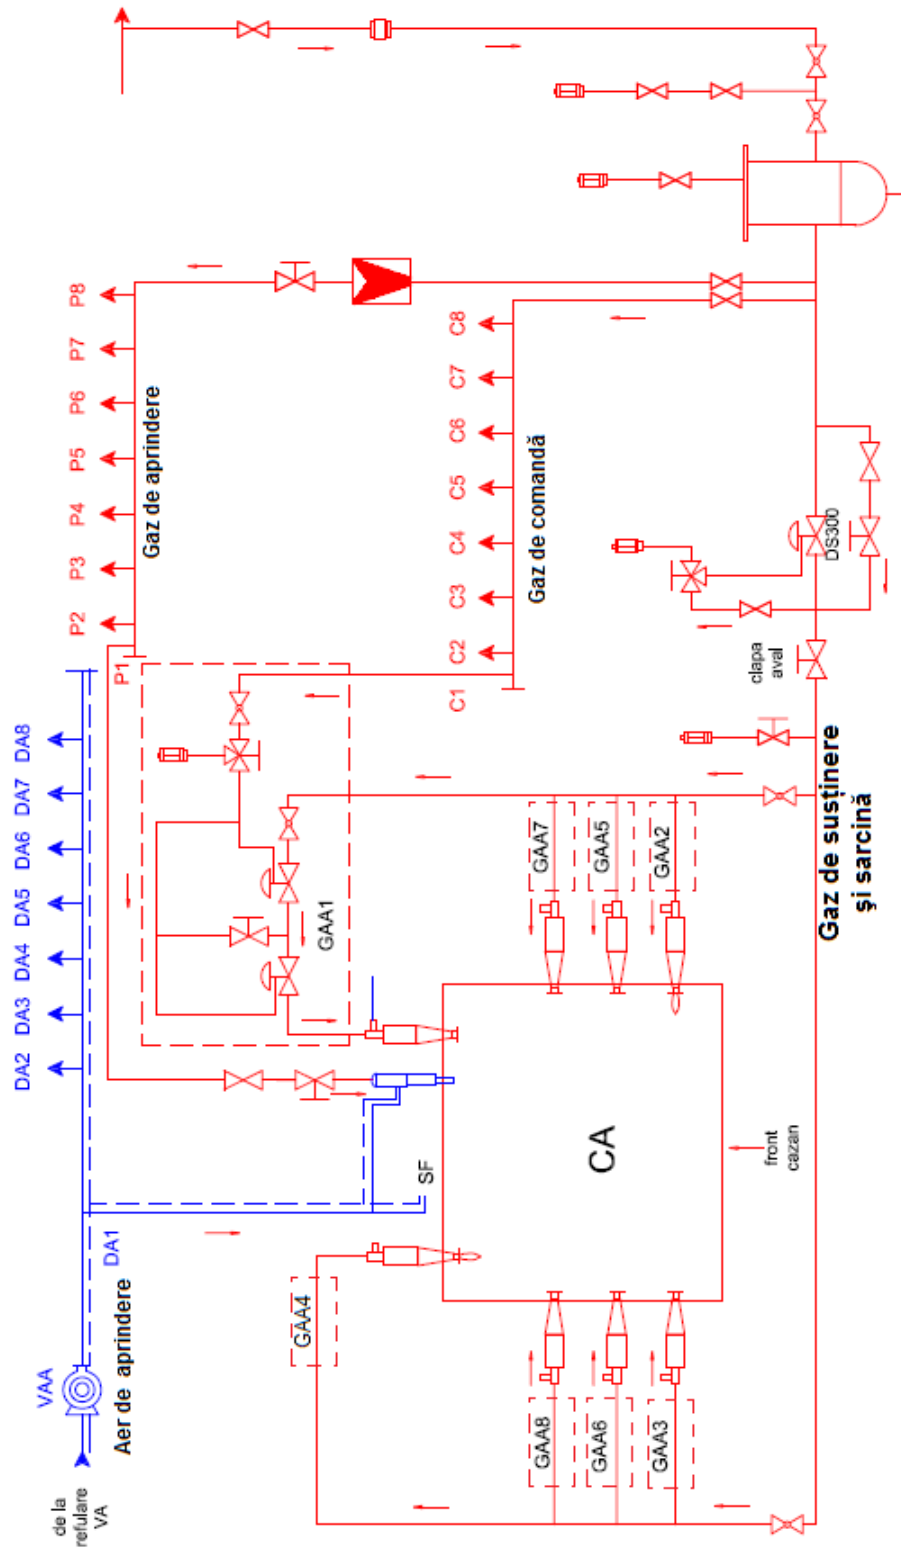 DA2 DA3 DA4 DA5 DA6 DA7 DA8
VAA
de la
refulare
VA
P2 P3 P4 P5 P6 P7 P8
DA1
Aer de aprindere
P1
Gaz de aprindere
GAA4
GAA1
SF
C2 C3 C4 C5 C6 C7 C8
C1
Gaz de comandă
GAA8
GAA7
GAA6
GAA5
CA
GAA3
GAA2
front
cazan
clapa
aval
DS300
Gaz de susținere
şi sarcină